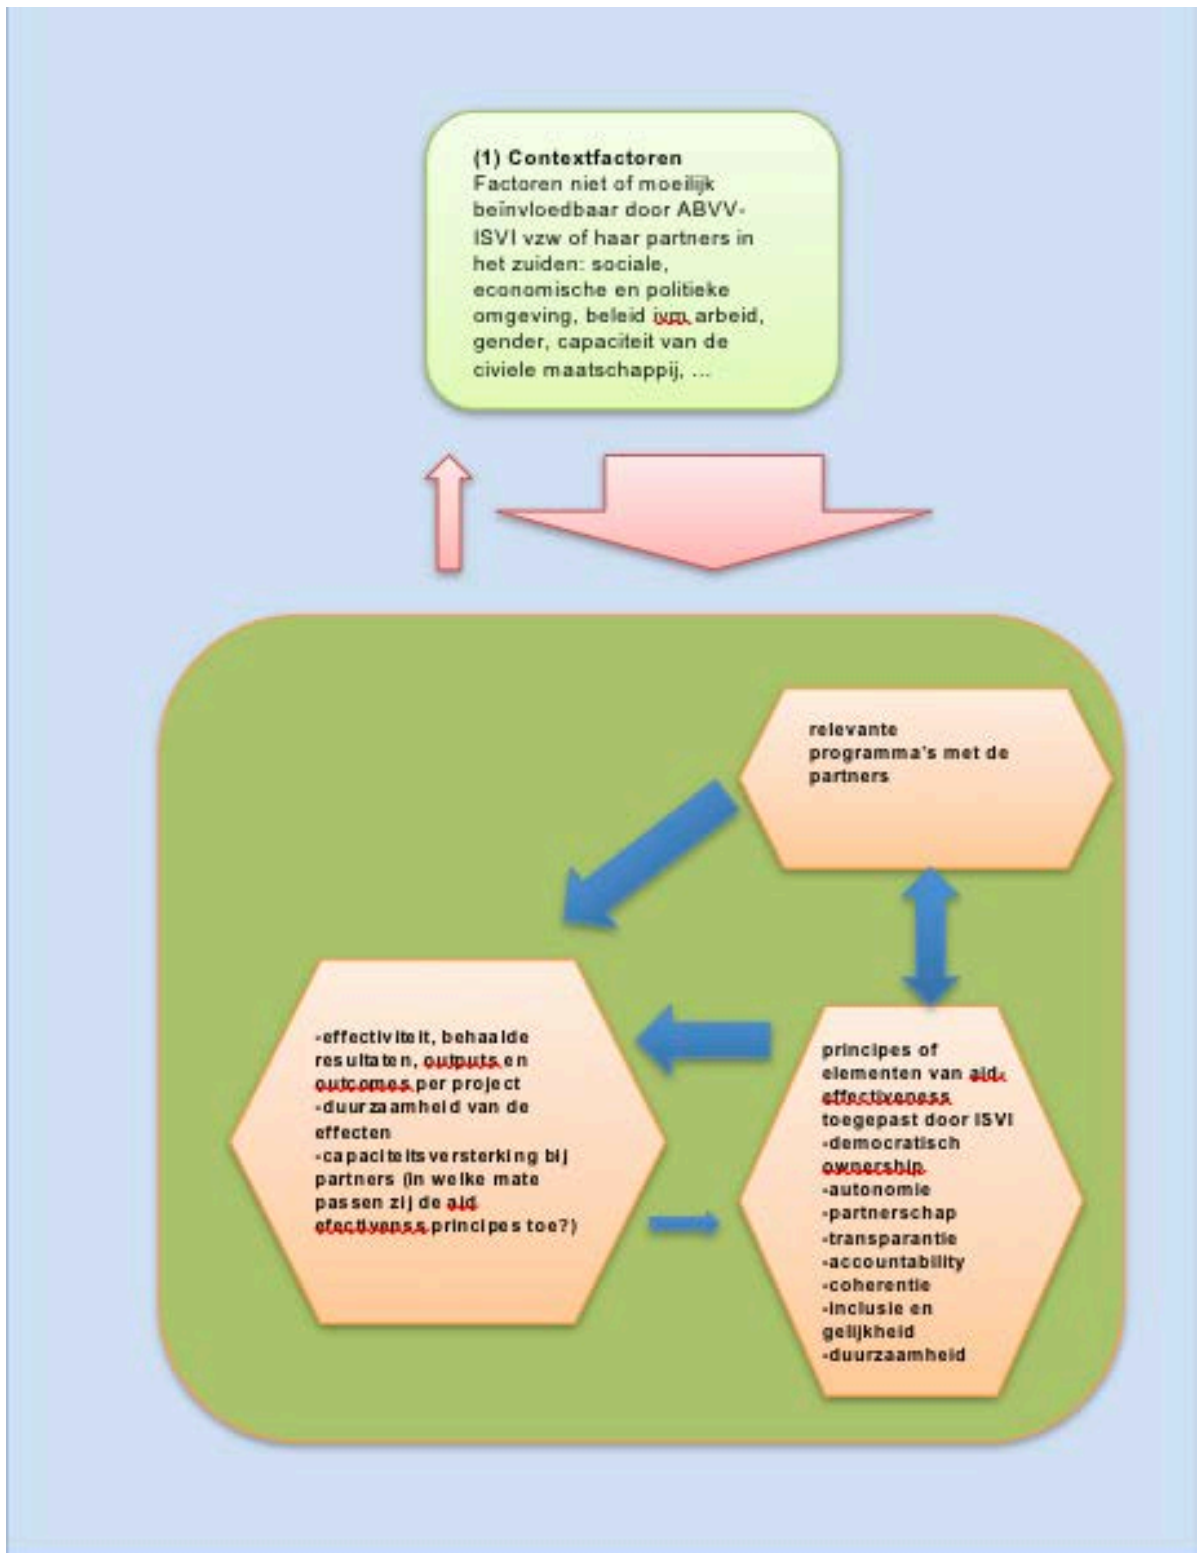 (1) Contextfactoren
Factoren niet of moeilijk
beïnvloedbaar door ABVV-
ISVI vzw of haar partners in
het zuiden: sociale,
economische en politieke
omgeving, beleid ivm arbeid,
gender, capaciteit van de
civiele maatschappij, ...
relevante
programma's met de
partners
-effectiviteit, behaalde
resultaten, outputs en
outcomes per project
-duurzaamheid van de
effecten
-capaciteitsversterking bij
partners (in welke mate
passen zij de aid
efectivenss principes toe?)
principes of
elementen van aid-
effectiveness
toegepast door ISVI
-democratisch
ownership
-autonomie
-partnerschap
-transparantie
-accountability
-coherentie
-inclusie en
gelijkheid
-duurzaamheid